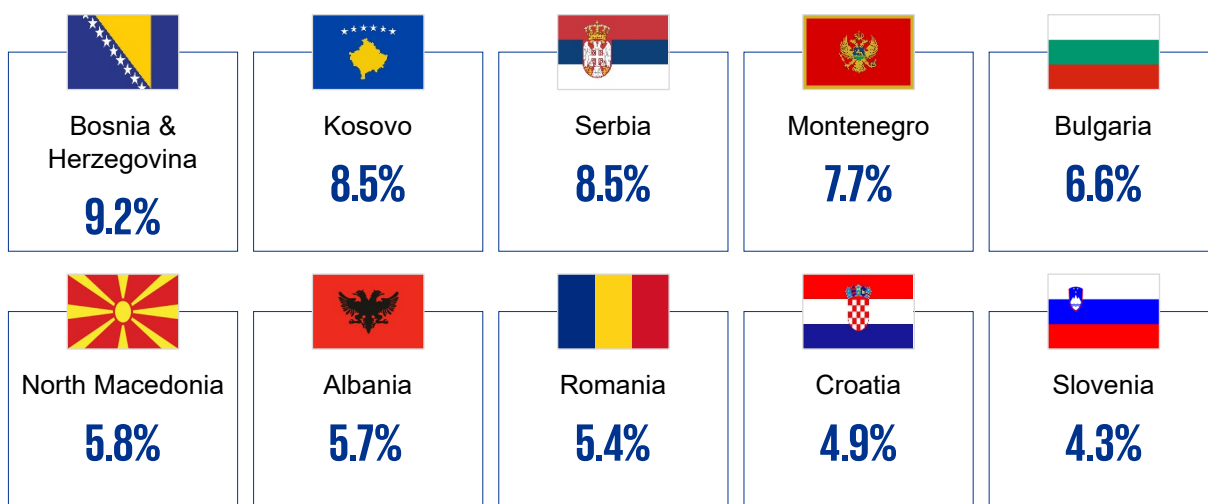 Bosnia &
Herzegovina
9.2%
Kosovo
8.5%
Serbia
8.5%
Montenegro
7.7%
Bulgaria
6.6%
North Macedonia
5.8%
Albania
5.7%
Romania
5.4%
Croatia
4.9%
Slovenia
4.3%